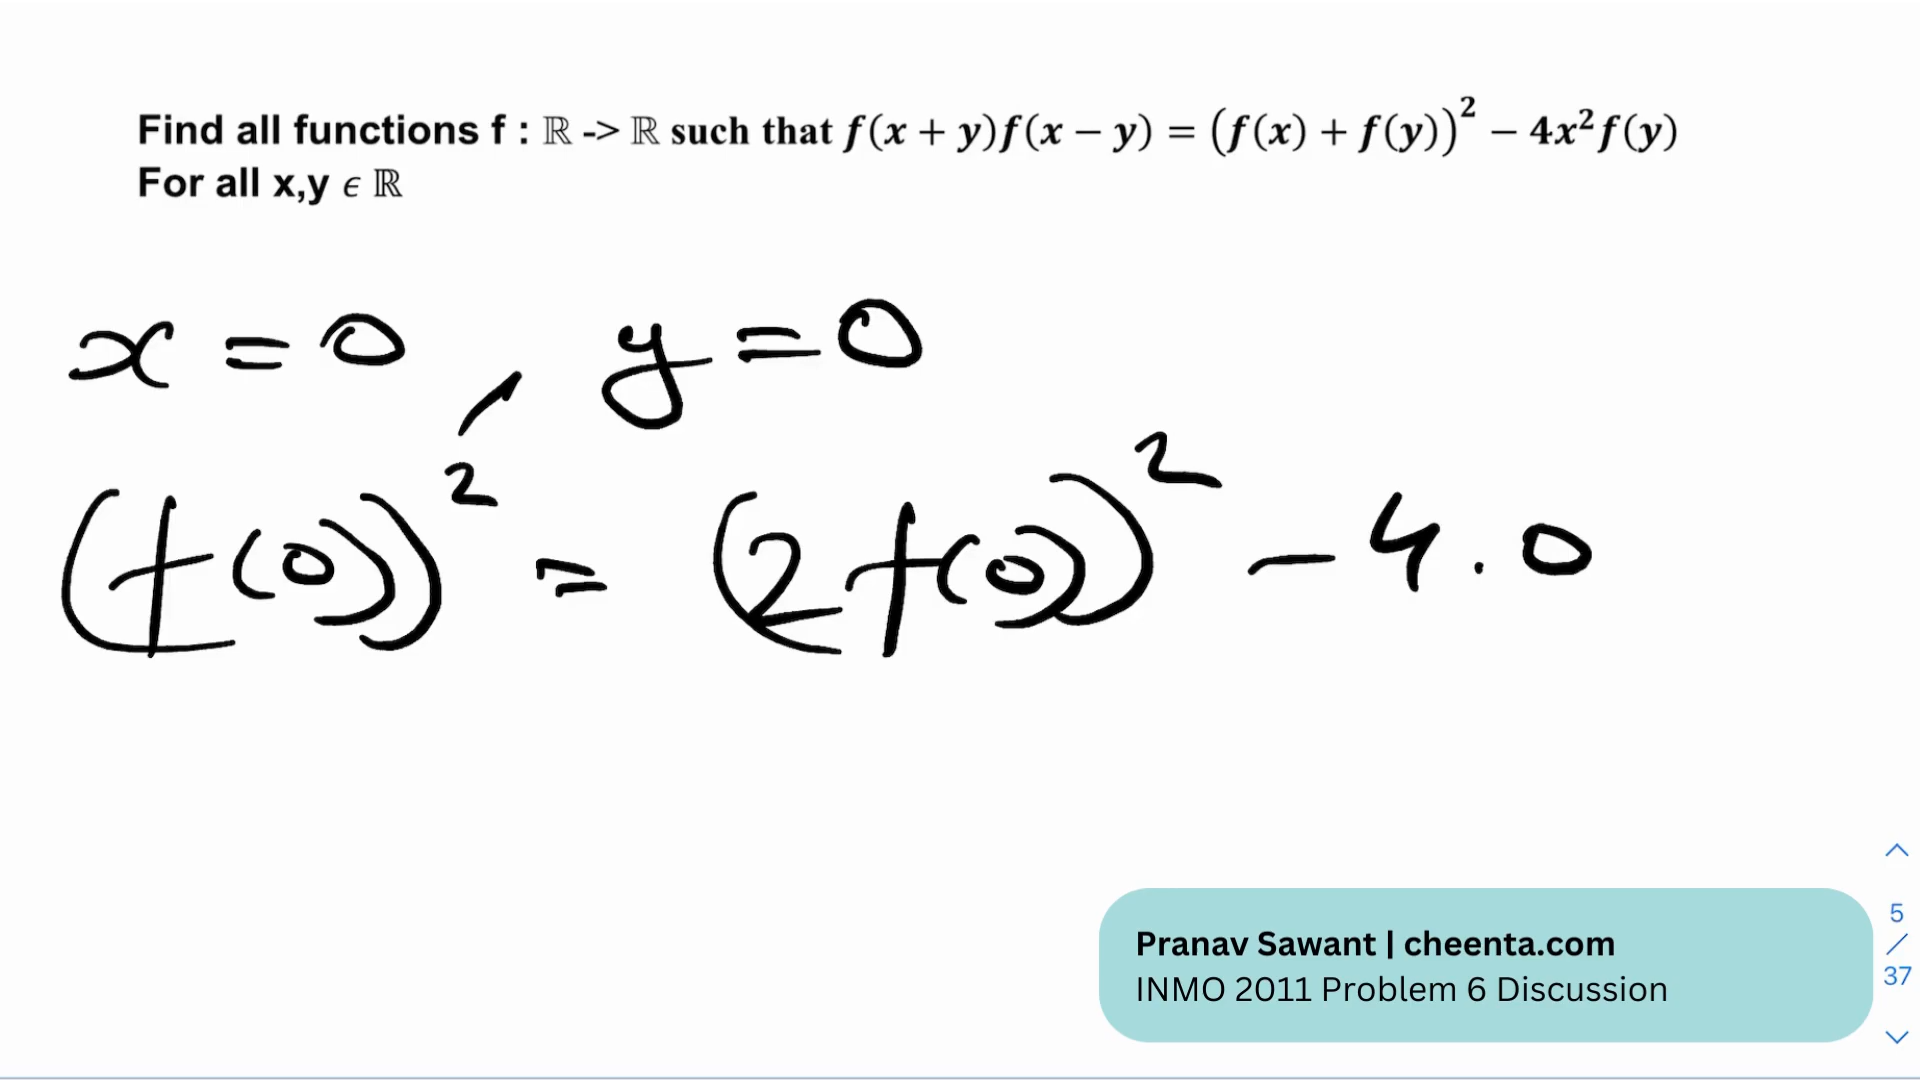 Find all functions f : ℝ -> ℝ such that f(x + y)f(x − y) = (f(x) + f(y))² − 4x²f(y)
For all x,y ϵ ℝ
x = 0 , y = 0
(f(0))² = (2f(0))² − 4.0
Pranav Sawant | cheenta.com
INMO 2011 Problem 6 Discussion
5
/
37